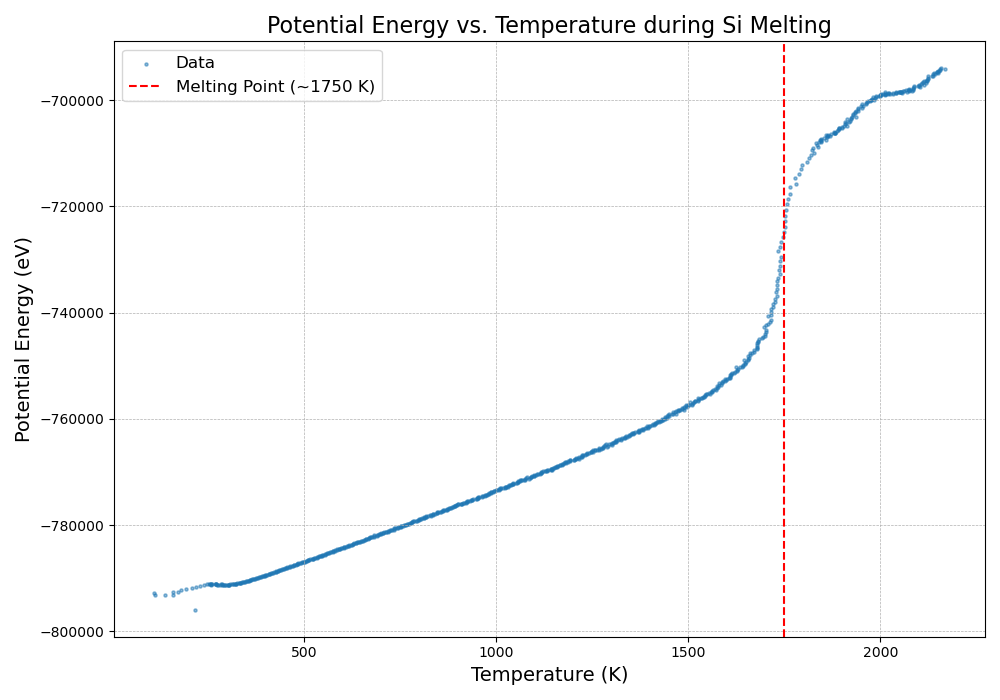 Potential Energy vs. Temperature during Si Melting
Data
Melting Point (~1750 K)
Potential Energy (eV)
−700000
−720000
−740000
−760000
−780000
−800000
500
1000
1500
2000
Temperature (K)